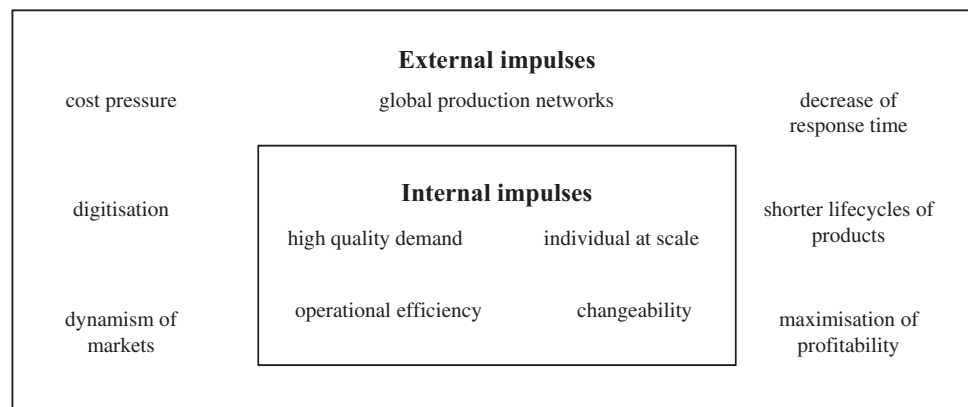 External impulses
cost pressure
global production networks
decrease of
response time
Internal impulses
digitisation
shorter lifecycles of
products
high quality demand
individual at scale
operational efficiency
changeability
dynamism of
markets
maximisation of
profitability